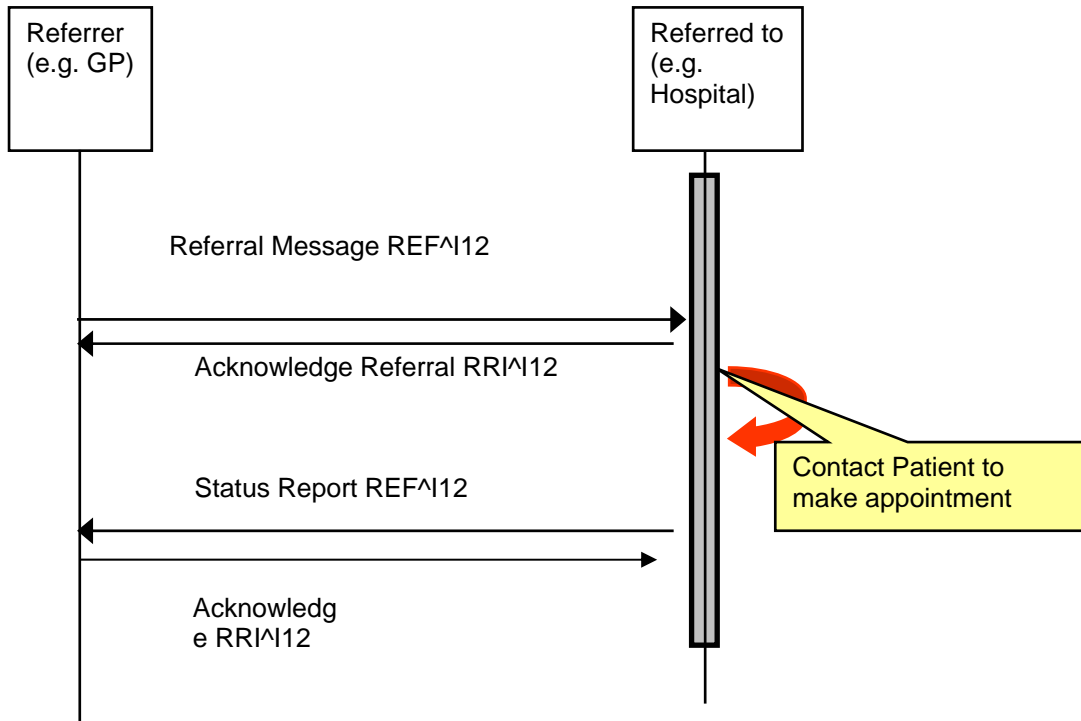 Referrer
(e.g. GP)
Referred to
(e.g.
Hospital)
Referral Message REF^I12
Acknowledge Referral RRI^I12
Contact Patient to
make appointment
Status Report REF^I12
Acknowledg
e RRI^I12